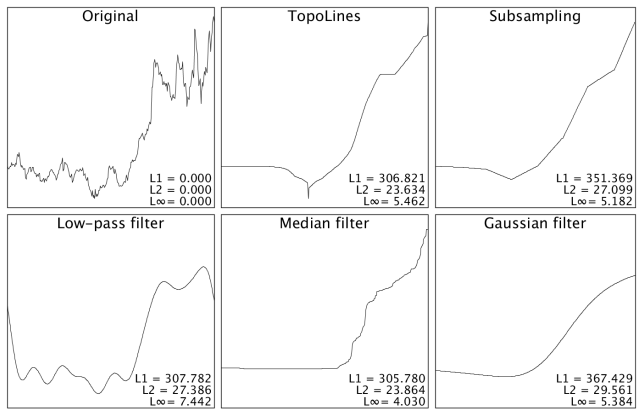 Original
L1 = 0.000
L2 = 0.000
L∞= 0.000
TopoLines
L1 = 306.821
L2 = 23.634
L∞= 5.462
Subsampling
L1 = 351.369
L2 = 27.099
L∞= 5.182
Low-pass filter
L1 = 307.782
L2 = 27.386
L∞= 7.442
Median filter
L1 = 305.780
L2 = 23.864
L∞= 4.030
Gaussian filter
L1 = 367.429
L2 = 29.561
L∞= 5.384